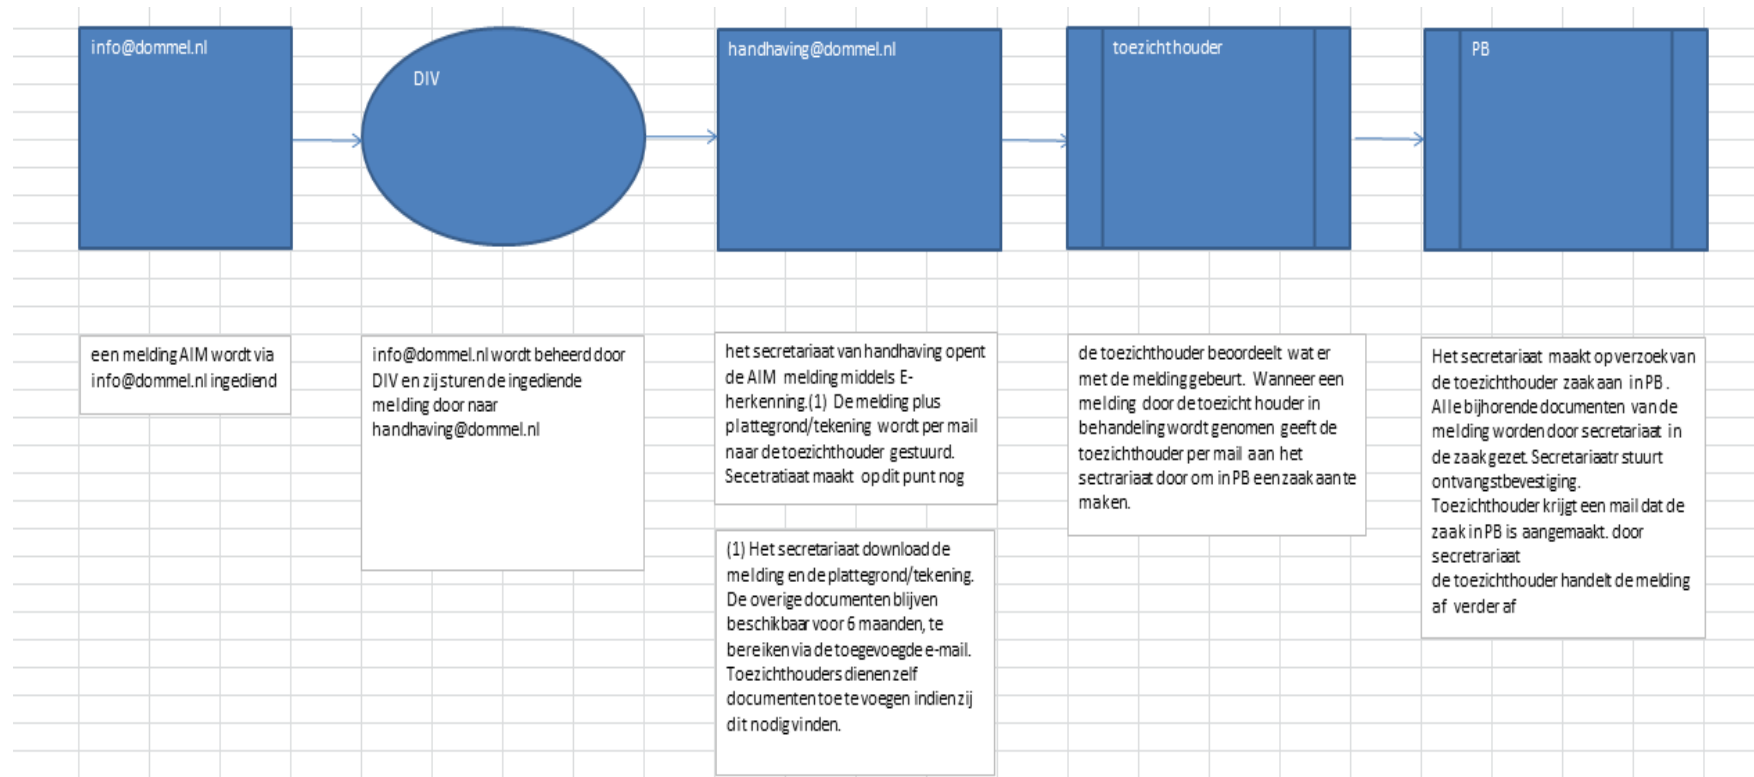 info@dommel.nl
DIV
handhaving@dommel.nl
toezichthouder
PB
een melding AIM wordt via
info@dommel.nl ingediend
info@dommel.nl wordt beheerd door
DIV en zij sturen de ingediende
melding door naar
handhaving@dommel.nl
het secretariaat van handhaving opent
de AIM melding middels E-
herkenning.(1) De melding plus
plattegrond/tekening wordt per mail
naar de toezichthouder gestuurd.
Secetratiaat maakt op dit punt nog
(1) Het secretariaat download de
melding en de plattegrond/tekening.
De overige documenten blijven
beschikbaar voor 6 maanden, te
bereiken via de toegevoegde e-mail.
Toezichthouders dienen zelf
documenten toe te voegen indien zij
dit nodig vinden.
de toezichthouder beoordeelt wat er
met de melding gebeurt. Wanneer een
melding door de toezicht houder in
behandeling wordt genomen geeft de
toezichthouder per mail aan het
sectrariaat door om in PB een zaak aan te
maken.
Het secretariaat maakt op verzoek van
de toezichthouder zaak aan in PB .
Alle bijhorende documenten van de
melding worden door secretariaat in
de zaak gezet. Secretariaatr stuurt
ontvangstbevestiging.
Toezichthouder krijgt een mail dat de
zaak in PB is aangemaakt. door
secretrariaat
de toezichthouder handelt de melding
af verder af